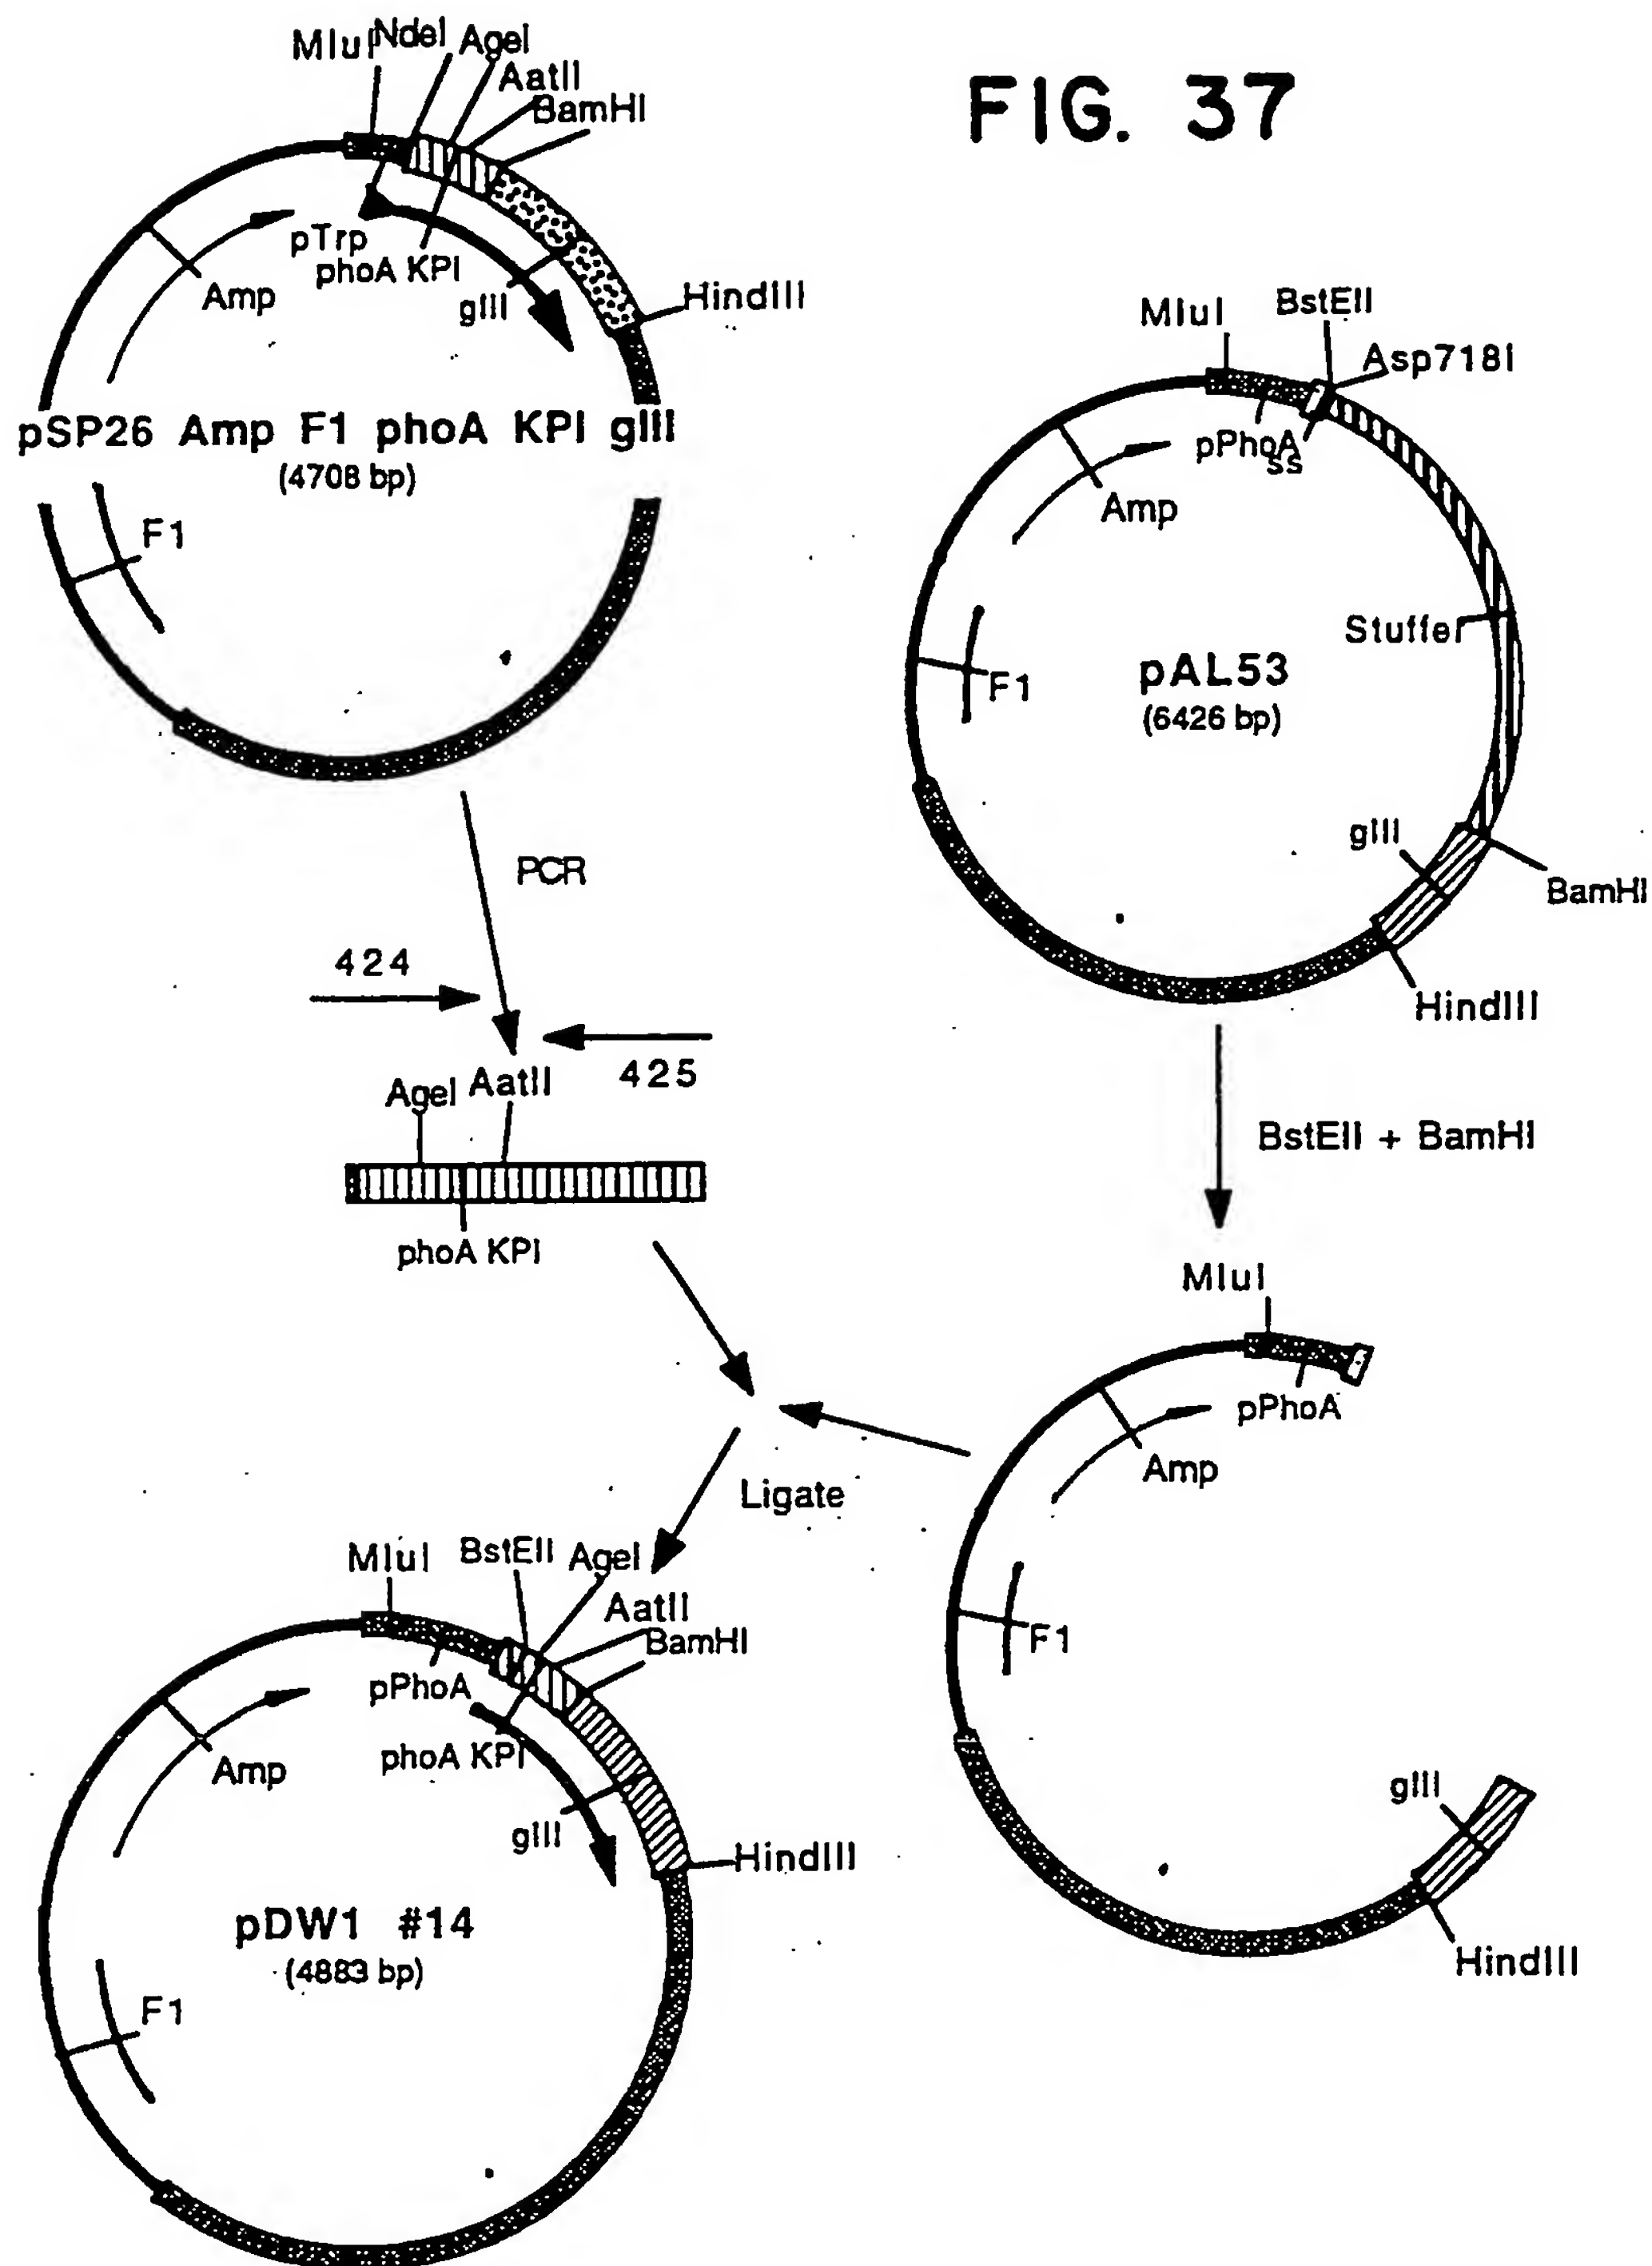 FIG. 37
MluI
NdeI
AgeI
AatII
BamHI
pTrp
phoA KPI
Amp
gIII
HindIII
pSP26 Amp F1 phoA KPI gIII
(4708 bp)
F1
MluI
BstEII
Asp718I
pPhoA
ss
Amp
Stuffer
F1
pAL53
(6426 bp)
gIII
BamHI
HindIII
PCR
424
425
AgeI
AatII
phoA KPI
BstEII + BamHI
MluI
pPhoA
Amp
F1
gIII
HindIII
Ligate
MluI
BstEII
AgeI
AatII
BamHI
pPhoA
phoA KPI
Amp
gIII
HindIII
pDW1 #14
(4883 bp)
F1